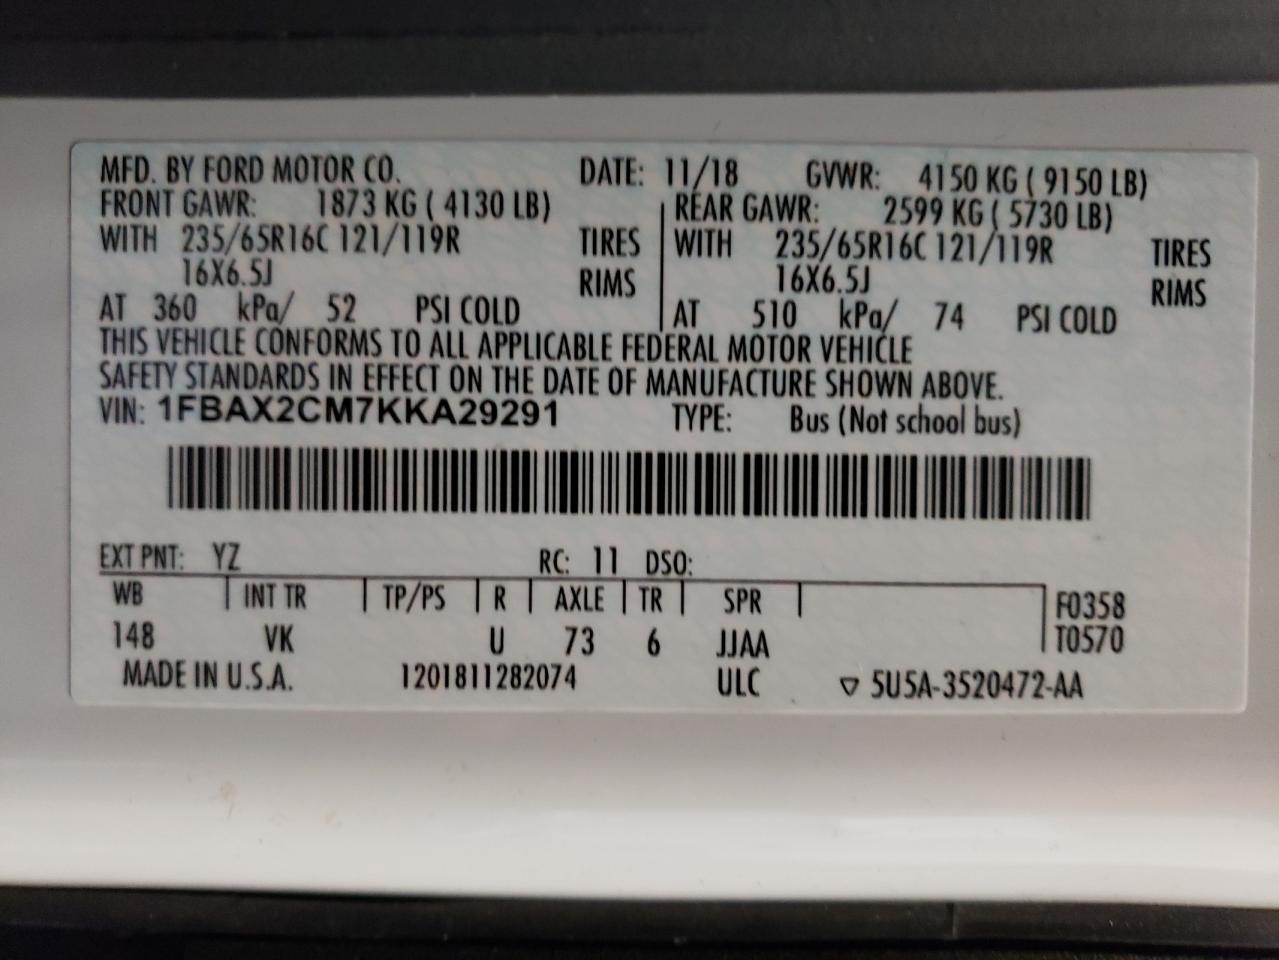 MFD. BY FORD MOTOR CO. DATE: 11/18 GVWR: 4150 KG ( 9150 LB)
FRONT GAWR: 1873 KG ( 4130 LB) REAR GAWR: 2599 KG ( 5730 LB)
WITH 235/65R16C 121/119R TIRES WITH 235/65R16C 121/119R TIRES
16X6.5J RIMS 16X6.5J RIMS
AT 360 kPa/ 52 PSI COLD AT 510 kPa/ 74 PSI COLD
THIS VEHICLE CONFORMS TO ALL APPLICABLE FEDERAL MOTOR VEHICLE
SAFETY STANDARDS IN EFFECT ON THE DATE OF MANUFACTURE SHOWN ABOVE.
VIN: 1FBAX2CM7KKA29291 TYPE: Bus (Not school bus)
EXT PNT: YZ RC: 11 DSO:
WB INT TR TP/PS R AXLE TR SPR F0358
148 VK U 73 6 JJAA T0570
MADE IN U.S.A. 1201811282074 ULC ▽ 5U5A-3520472-AA